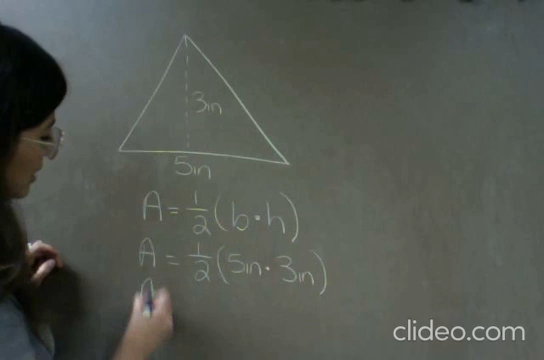 3in
5in
A = 1/2 (b · h)
A = 1/2 (5in · 3in)
A
clideo.com